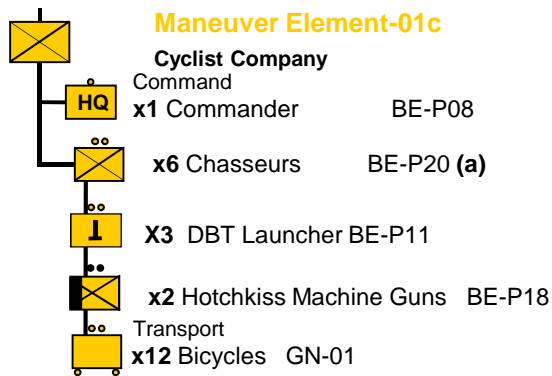 Maneuver Element-01c
Cyclist Company
Command
HQ
x1 Commander BE-P08
x6 Chasseurs BE-P20 (a)
X3 DBT Launcher BE-P11
x2 Hotchkiss Machine Guns BE-P18
Transport
x12 Bicycles GN-01